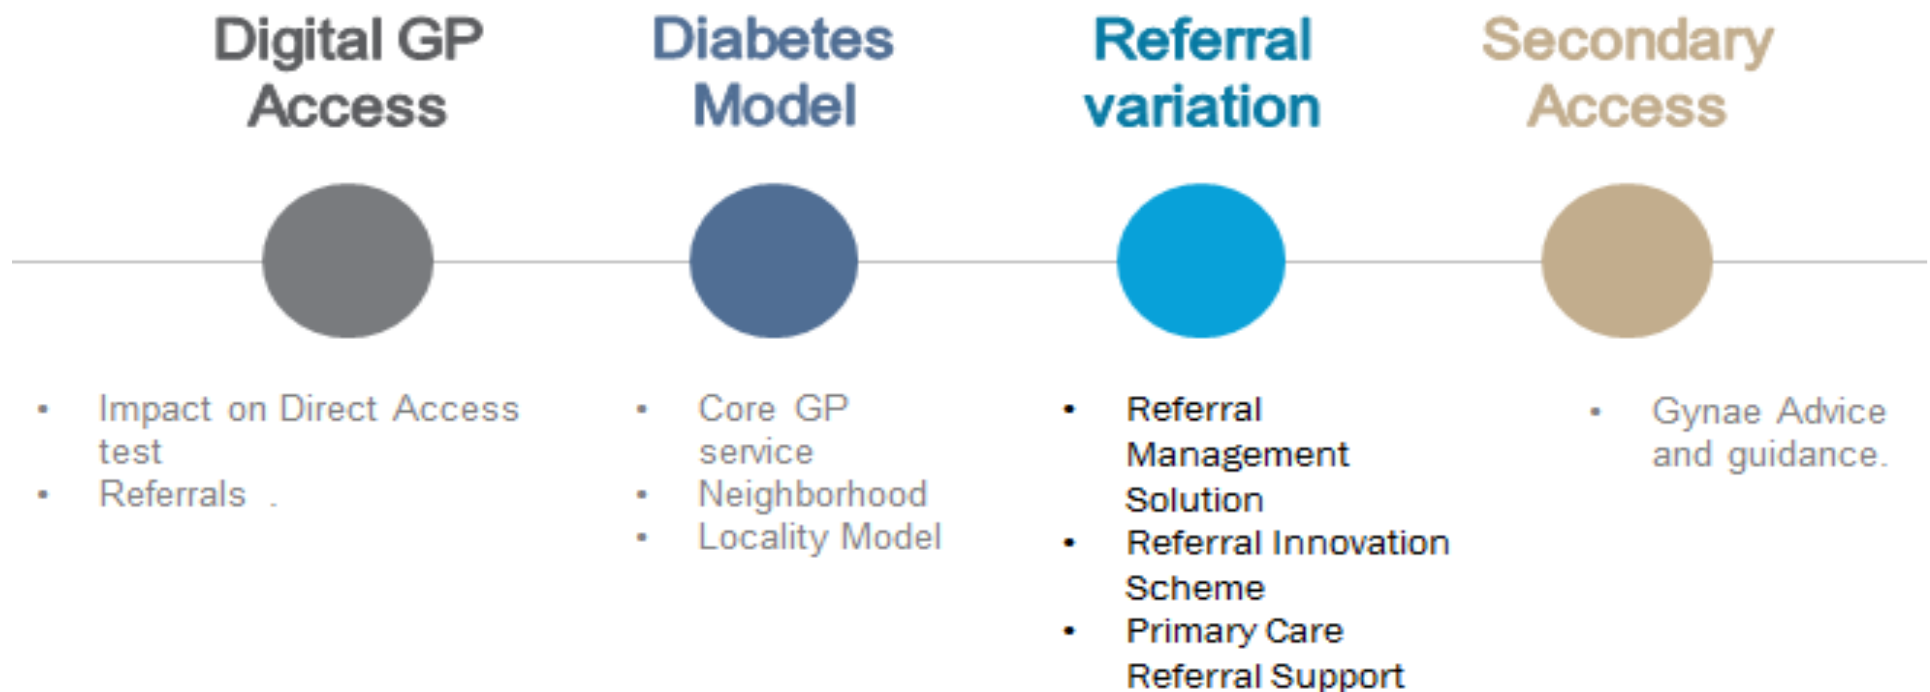 Digital GP
Access
Diabetes
Model
Referral
variation
Secondary
Access
• Impact on Direct Access
test
• Referrals .
• Core GP
service
• Neighborhood
• Locality Model
• Referral
Management
Solution
• Referral Innovation
Scheme
• Primary Care
Referral Support
• Gynae Advice
and guidance.